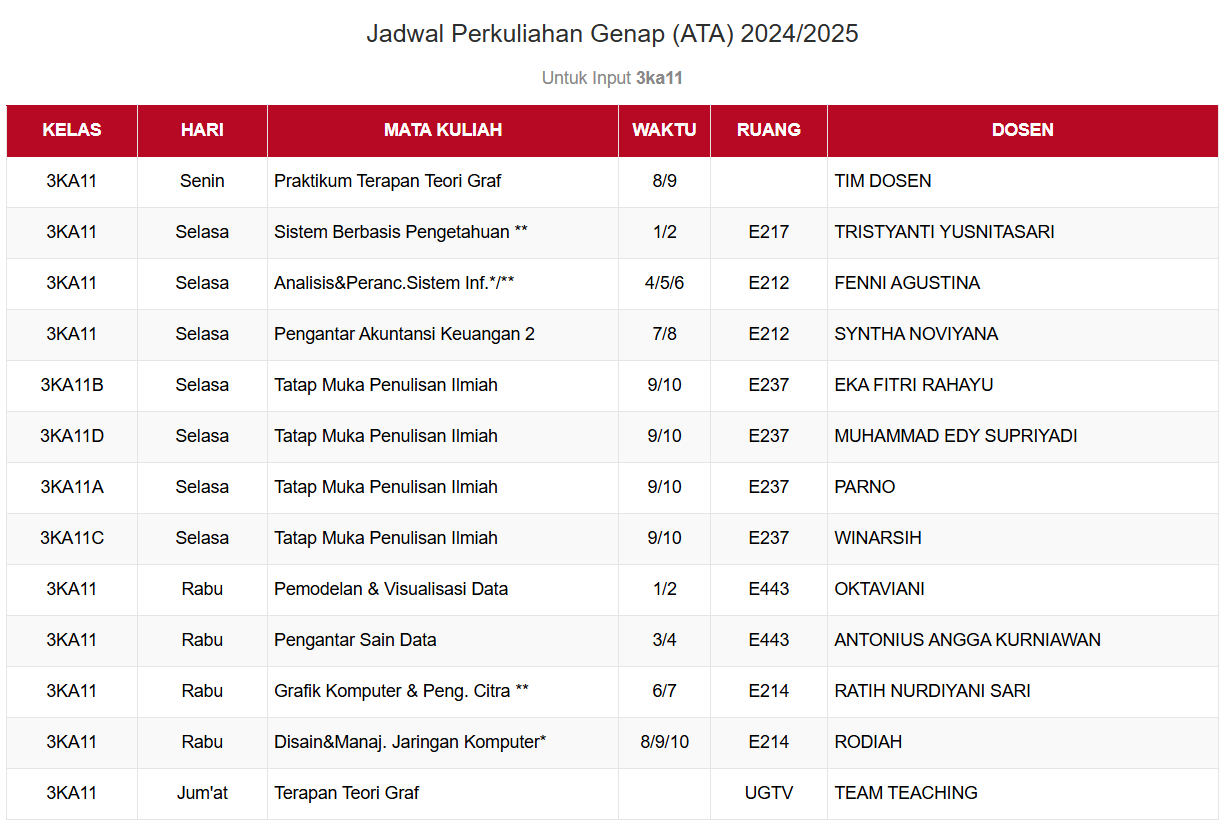 Jadwal Perkuliahan Genap (ATA) 2024/2025
Untuk Input 3ka11
KELAS HARI MATA KULIAH WAKTU RUANG DOSEN
3KA11 Senin Praktikum Terapan Teori Graf 8/9 TIM DOSEN
3KA11 Selasa Sistem Berbasis Pengetahuan ** 1/2 E217 TRISTYANTI YUSNITASARI
3KA11 Selasa Analisis&Peranc.Sistem Inf.*/** 4/5/6 E212 FENNI AGUSTINA
3KA11 Selasa Pengantar Akuntansi Keuangan 2 7/8 E212 SYNTHA NOVIYANA
3KA11B Selasa Tatap Muka Penulisan Ilmiah 9/10 E237 EKA FITRI RAHAYU
3KA11D Selasa Tatap Muka Penulisan Ilmiah 9/10 E237 MUHAMMAD EDY SUPRIYADI
3KA11A Selasa Tatap Muka Penulisan Ilmiah 9/10 E237 PARNO
3KA11C Selasa Tatap Muka Penulisan Ilmiah 9/10 E237 WINARSIH
3KA11 Rabu Pemodelan & Visualisasi Data 1/2 E443 OKTAVIANI
3KA11 Rabu Pengantar Sain Data 3/4 E443 ANTONIUS ANGGA KURNIAWAN
3KA11 Rabu Grafik Komputer & Peng. Citra ** 6/7 E214 RATIH NURDIYANI SARI
3KA11 Rabu Disain&Manaj. Jaringan Komputer* 8/9/10 E214 RODIAH
3KA11 Jum'at Terapan Teori Graf UGTV TEAM TEACHING